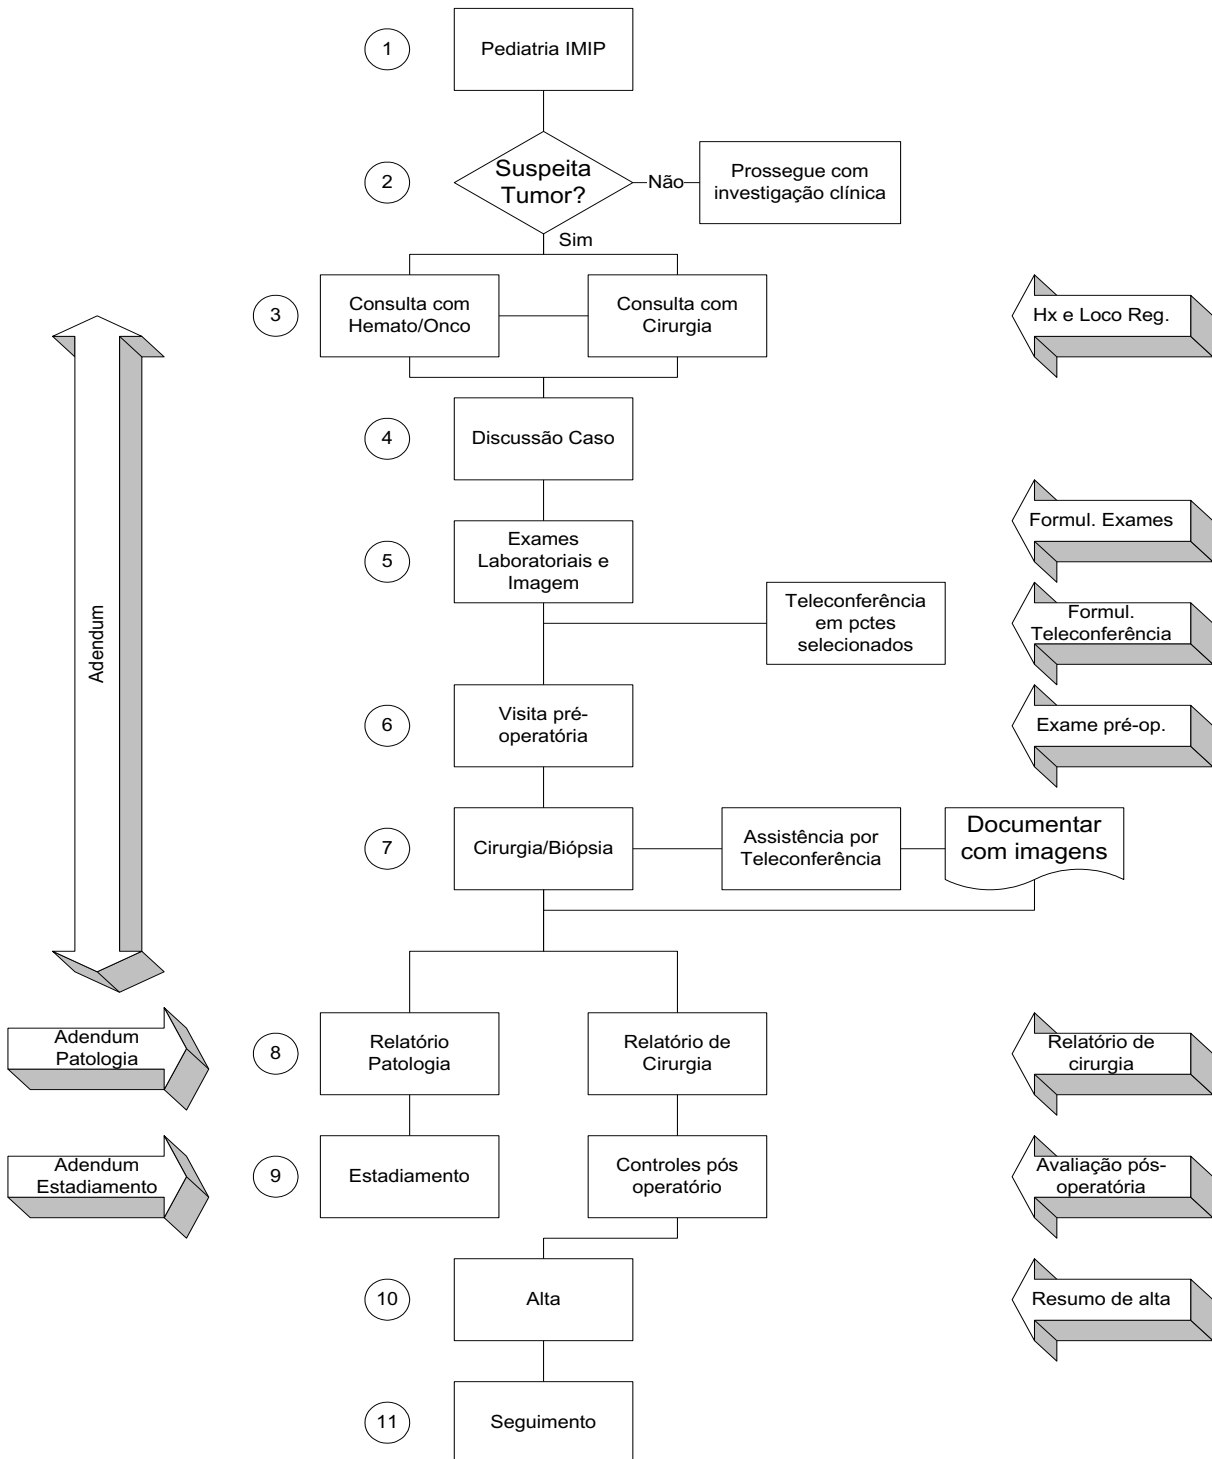 1
Pediatria IMIP
2
Suspeita
Tumor?
Não
Prossegue com
investigação clínica
Sim
3
Consulta com
Hemato/Onco
Consulta com
Cirurgia
Hx e Loco Reg.
4
Discussão Caso
Formul. Exames
5
Exames
Laboratoriais e
Imagem
Teleconferência
em pctes
selecionados
Formul.
Teleconferência
Adendum
6
Visita pré-
operatória
Exame pré-op.
7
Cirurgia/Biópsia
Assistência por
Teleconferência
Documentar
com imagens
Adendum
Patologia
8
Relatório
Patologia
Relatório de
Cirurgia
Relatório de
cirurgia
Adendum
Estadiamento
9
Estadiamento
Controles pós
operatório
Avaliação pós-
operatória
10
Alta
Resumo de alta
11
Seguimento